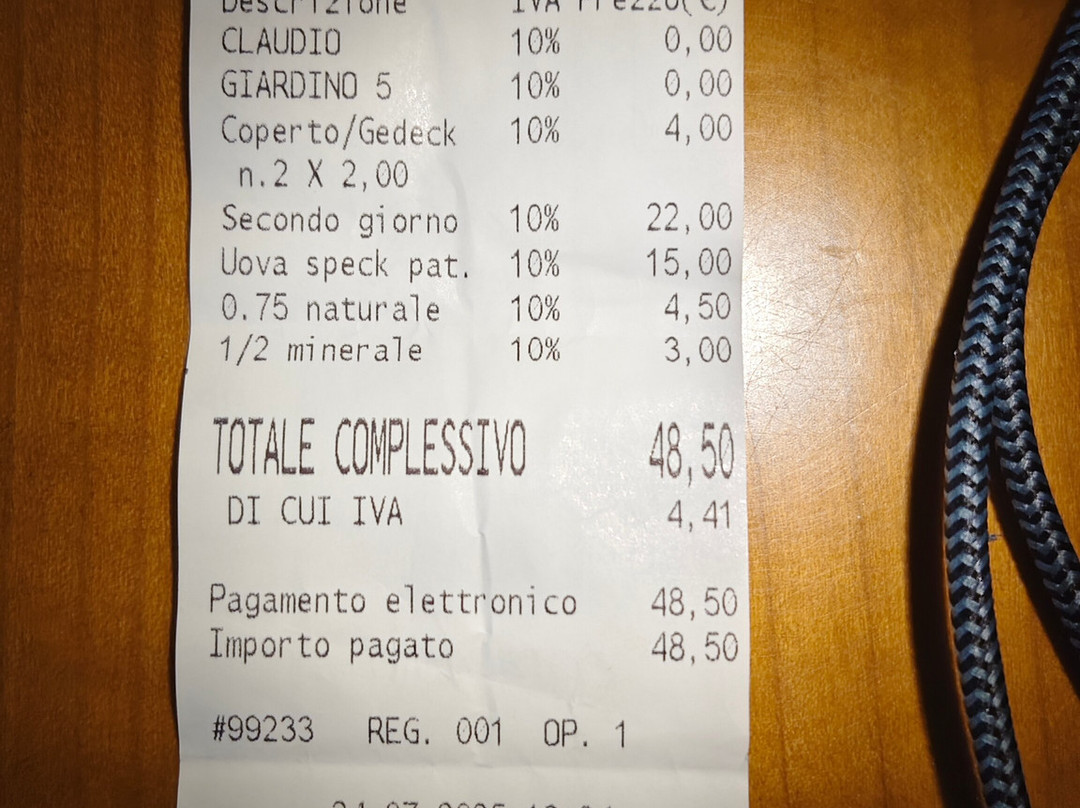 Descrizione IVA Prezzo(€)
CLAUDIO 10% 0,00
GIARDINO 5 10% 0,00
Coperto/Gedeck 10% 4,00
n.2 X 2,00
Secondo giorno 10% 22,00
Uova speck pat. 10% 15,00
0.75 naturale 10% 4,50
1/2 minerale 10% 3,00
TOTALE COMPLESSIVO 48,50
DI CUI IVA 4,41
Pagamento elettronico 48,50
Importo pagato 48,50
#99233 REG. 001 OP. 1